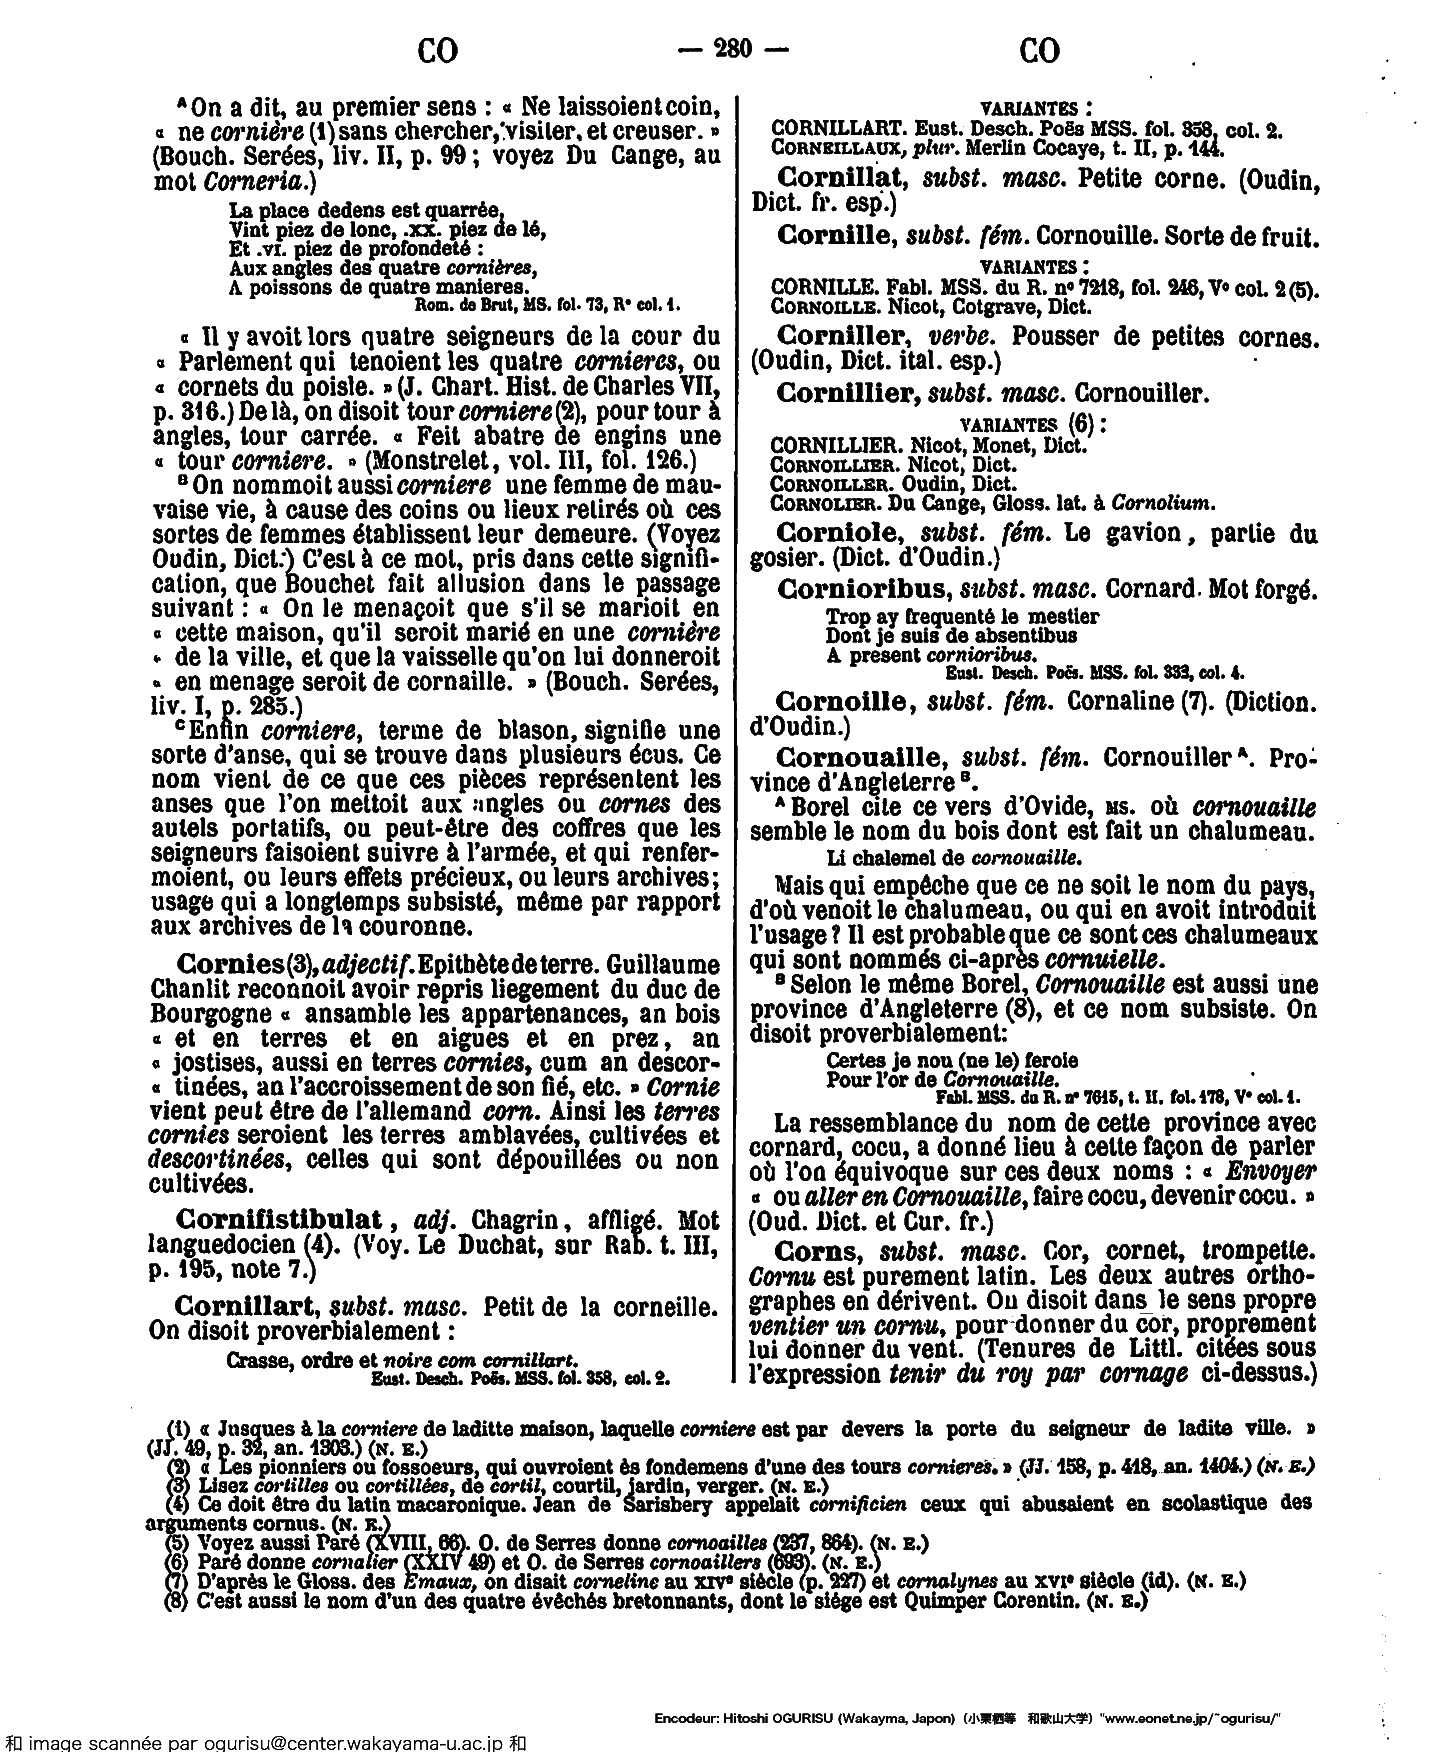 CO — 280 — CO
ᴬ On a dit, au premier sens : « Ne laissoient coin,
« ne cornière (1) sans chercher, visiter, et creuser. »
(Bouch. Serées, liv. II, p. 99 ; voyez Du Cange, au
mot Corneria.)
La place dedens est quarrée,
Vint piez de lonc, .xx. piez de lé,
Et .vi. piez de profondeté :
Aux angles des quatre cornières,
A poissons de quatre manieres.
Rom. de Brut, MS. fol. 73, R° col. 1.
« Il y avoit lors quatre seigneurs de la cour du
« Parlement qui tenoient les quatre cornieres, ou
« cornets du poisle. » (J. Chart. Hist. de Charles VII,
p. 316.) De là, on disoit tour corniere (2), pour tour à
angles, tour carrée. « Feit abatre de engins une
« tour corniere. » (Monstrelet, vol. III, fol. 126.)
ᴮ On nommoit aussi corniere une femme de mau-
vaise vie, à cause des coins ou lieux retirés où ces
sortes de femmes établissent leur demeure. (Voyez
Oudin, Dict.) C'est à ce mot, pris dans cette signifi-
cation, que Bouchet fait allusion dans le passage
suivant : « On le menaçoit que s'il se marioit en
« cette maison, qu'il seroit marié en une cornière
« de la ville, et que la vaisselle qu'on lui donneroit
« en menage seroit de cornaille. » (Bouch. Serées,
liv. I, p. 285.)
ᶜ Enfin corniere, terme de blason, signifie une
sorte d'anse, qui se trouve dans plusieurs écus. Ce
nom vient de ce que ces pièces représentent les
anses que l'on mettoit aux angles ou cornes des
autels portatifs, ou peut-être des coffres que les
seigneurs faisoient suivre à l'armée, et qui renfer-
moient, ou leurs effets précieux, ou leurs archives ;
usage qui a longtemps subsisté, même par rapport
aux archives de la couronne.
Cornies (3), adjectif. Epithète de terre. Guillaume
Chanlit reconnoit avoir repris liegement du duc de
Bourgogne « ansamble les appartenances, an bois
« et en terres et en aigues et en prez, an
« jostises, aussi en terres cornies, cum an descor-
« tinées, an l'accroissement de son fié, etc. » Cornie
vient peut être de l'allemand corn. Ainsi les terres
cornies seroient les terres amblavées, cultivées et
descortinées, celles qui sont dépouillées ou non
cultivées.
Cornifistibulat, adj. Chagrin, affligé. Mot
languedocien (4). (Voy. Le Duchat, sur Rab. t. III,
p. 195, note 7.)
Cornillart, subst. masc. Petit de la corneille.
On disoit proverbialement :
Crasse, ordre et noire com cornillart.
Eust. Desch. Poës. MSS. fol. 358, col. 2.
VARIANTES :
CORNILLART. Eust. Desch. Poës MSS. fol. 358, col. 2.
CORNEILLAUX, plur. Merlin Cocaye, t. II, p. 144.
Cornillat, subst. masc. Petite corne. (Oudin,
Dict. fr. esp.)
Cornille, subst. fém. Cornouille. Sorte de fruit.
VARIANTES :
CORNILLE. Fabl. MSS. du R. n° 7218, fol. 246, V° col. 2 (5).
CORNOILLE. Nicot, Cotgrave, Dict.
Corniller, verbe. Pousser de petites cornes.
(Oudin, Dict. ital. esp.)
Cornillier, subst. masc. Cornouiller.
VARIANTES (6) :
CORNILLIER. Nicot, Monet, Dict.
CORNOILLIER. Nicot, Dict.
CORNOILLER. Oudin, Dict.
CORNOLIER. Du Cange, Gloss. lat. à Cornolium.
Corniole, subst. fém. Le gavion, partie du
gosier. (Dict. d'Oudin.)
Cornioribus, subst. masc. Cornard. Mot forgé.
Trop ay frequenté le mestier
Dont je suis de absentibus
A present cornioribus.
Eust. Desch. Poës. MSS. fol. 333, col. 4.
Cornoille, subst. fém. Cornaline (7). (Diction.
d'Oudin.)
Cornouaille, subst. fém. Cornouiller ᴬ. Pro-
vince d'Angleterre ᴮ.
ᴬ Borel cite ce vers d'Ovide, MS. où cornouaille
semble le nom du bois dont est fait un chalumeau.
Li chalemel de cornouaille.
Mais qui empêche que ce ne soit le nom du pays,
d'où venoit le chalumeau, ou qui en avoit introduit
l'usage ? Il est probable que ce sont ces chalumeaux
qui sont nommés ci-après cornuielle.
ᴮ Selon le même Borel, Cornouaille est aussi une
province d'Angleterre (8), et ce nom subsiste. On
disoit proverbialement :
Certes je nou (ne le) feroie
Pour l'or de Cornouaille.
Fabl. MSS. du R. n° 7615, t. II. fol. 178, V° col. 1.
La ressemblance du nom de cette province avec
cornard, cocu, a donné lieu à cette façon de parler
où l'on équivoque sur ces deux noms : « Envoyer
« ou aller en Cornouaille, faire cocu, devenir cocu. »
(Oud. Dict. et Cur. fr.)
Corns, subst. masc. Cor, cornet, trompette.
Cornu est purement latin. Les deux autres ortho-
graphes en dérivent. On disoit dans le sens propre
ventier un cornu, pour donner du cor, proprement
lui donner du vent. (Tenures de Littl. citées sous
l'expression tenir du roy par cornage ci-dessus.)
(1) « Jusques à la corniere de laditte maison, laquelle corniere est par devers la porte du seigneur de ladite ville. »
(JJ. 49, p. 32, an. 1303.) (N. E.)
(2) « Les pionniers ou fossoeurs, qui ouvroient ès fondemens d'une des tours cornieres. » (JJ. 158, p. 418, an. 1404.) (N. E.)
(3) Lisez cortilles ou cortillées, de cortil, courtil, jardin, verger. (N. E.)
(4) Ce doit être du latin macaronique. Jean de Sarisbery appelait cornificien ceux qui abusaient en scolastique des
arguments cornus. (N. E.)
(5) Voyez aussi Paré (XVIII, 66). O. de Serres donne cornoailles (237, 864). (N. E.)
(6) Paré donne cornalier (XXIV 49) et O. de Serres cornoaillers (693). (N. E.)
(7) D'après le Gloss. des Emaux, on disait corneline au XIVᵉ siècle (p. 227) et cornalynes au XVIᵉ siècle (id). (N. E.)
(8) C'est aussi le nom d'un des quatre évêchés bretonnants, dont le siége est Quimper Corentin. (N. E.)
Encodeur: Hitoshi OGURISU (Wakayma, Japon) (小栗栖等 和歌山大学) "www.eonet.ne.jp/~ogurisu/"
和 image scannée par ogurisu@center.wakayama-u.ac.jp 和